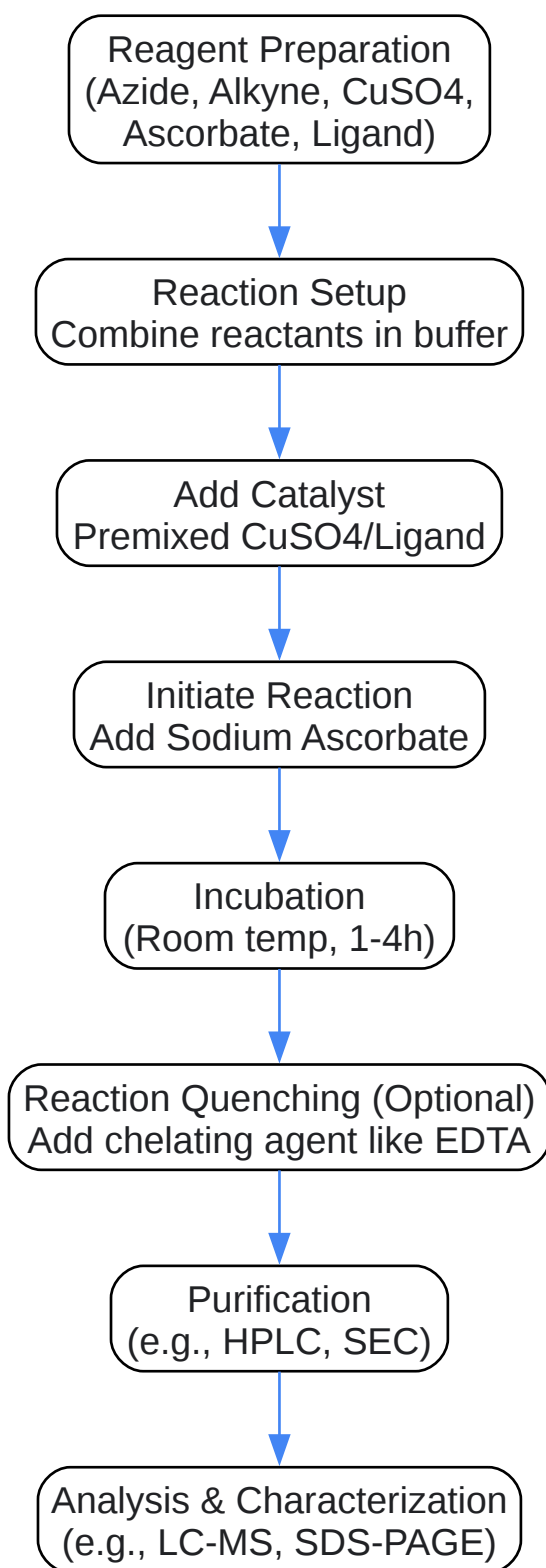 Reagent Preparation
(Azide, Alkyne, CuSO4,
Ascorbate, Ligand)
Reaction Setup
Combine reactants in buffer
Add Catalyst
Premixed CuSO4/Ligand
Initiate Reaction
Add Sodium Ascorbate
Incubation
(Room temp, 1-4h)
Reaction Quenching (Optional)
Add chelating agent like EDTA
Purification
(e.g., HPLC, SEC)
Analysis & Characterization
(e.g., LC-MS, SDS-PAGE)